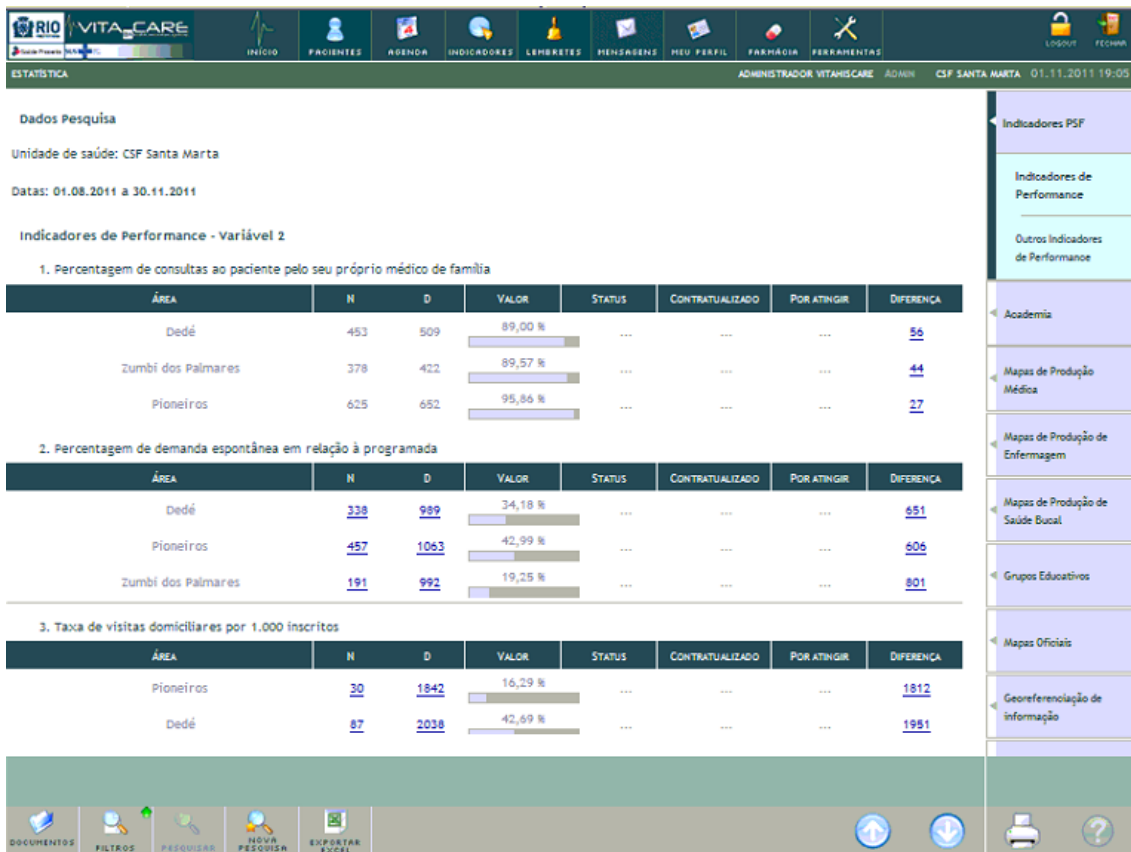 RIO VITA CARE
INÍCIO PACIENTES AGENDA INDICADORES LEMBRETES MENSAGENS MEU PERFIL FARMÁCIA FERRAMENTAS LOGOUT FECHAR
ESTATÍSTICA ADMINISTRADOR VITAHISCARE ADMIN CSF SANTA MARTA 01.11.2011 19:05
Dados Pesquisa
Unidade de saúde: CSF Santa Marta
Datas: 01.08.2011 a 30.11.2011
Indicadores de Performance - Variável 2
1. Percentagem de consultas ao paciente pelo seu próprio médico de família
ÁREA N D VALOR STATUS CONTRATUALIZADO POR ATINGIR DIFERENÇA
Dedé 453 509 89,00 % ... ... ... 56
Zumbi dos Palmares 378 422 89,57 % ... ... ... 44
Pioneiros 625 652 95,86 % ... ... ... 27
2. Percentagem de demanda espontânea em relação à programada
ÁREA N D VALOR STATUS CONTRATUALIZADO POR ATINGIR DIFERENÇA
Dedé 338 989 34,18 % ... ... ... 651
Pioneiros 457 1063 42,99 % ... ... ... 606
Zumbi dos Palmares 191 992 19,25 % ... ... ... 801
3. Taxa de visitas domiciliares por 1.000 inscritos
ÁREA N D VALOR STATUS CONTRATUALIZADO POR ATINGIR DIFERENÇA
Pioneiros 30 1842 16,29 % ... ... ... 1812
Dedé 87 2038 42,69 % ... ... ... 1951
Indicadores PSF
Indicadores de
Performance
Outros Indicadores
de Performance
Academia
Mapas de Produção
Médica
Mapas de Produção de
Enfermagem
Mapas de Produção de
Saúde Bucal
Grupos Educativos
Mapas Oficiais
Georeferenciação de
informação
DOCUMENTOS FILTROS PESQUISAR NOVA PESQUISA EXPORTAR EXCEL